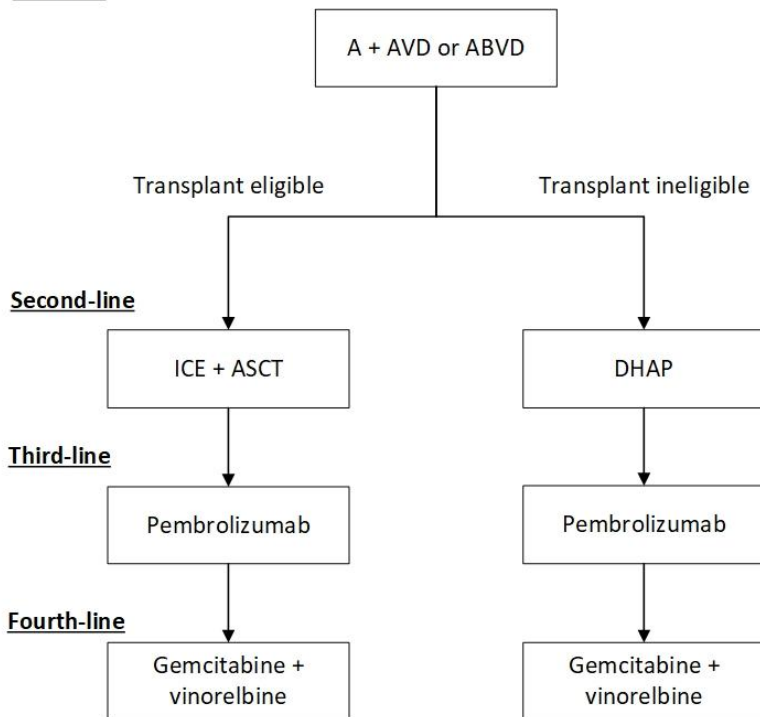 A + AVD or ABVD
Transplant eligible
Transplant ineligible
Second-line
ICE + ASCT
DHAP
Third-line
Pembrolizumab
Pembrolizumab
Fourth-line
Gemcitabine +
vinorelbine
Gemcitabine +
vinorelbine